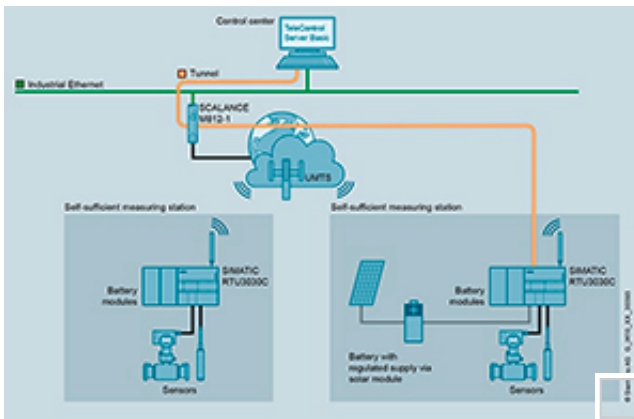 Control center
TeleControl
Server Basic
Tunnel
Industrial Ethernet
SCALANCE
M812-1
UMTS
Self-sufficient measuring station
Self-sufficient measuring station
SIMATIC
RTU3030C
Battery
modules
Sensors
SIMATIC
RTU3030C
Battery
modules
Battery with
regulated supply via
solar module
Sensors